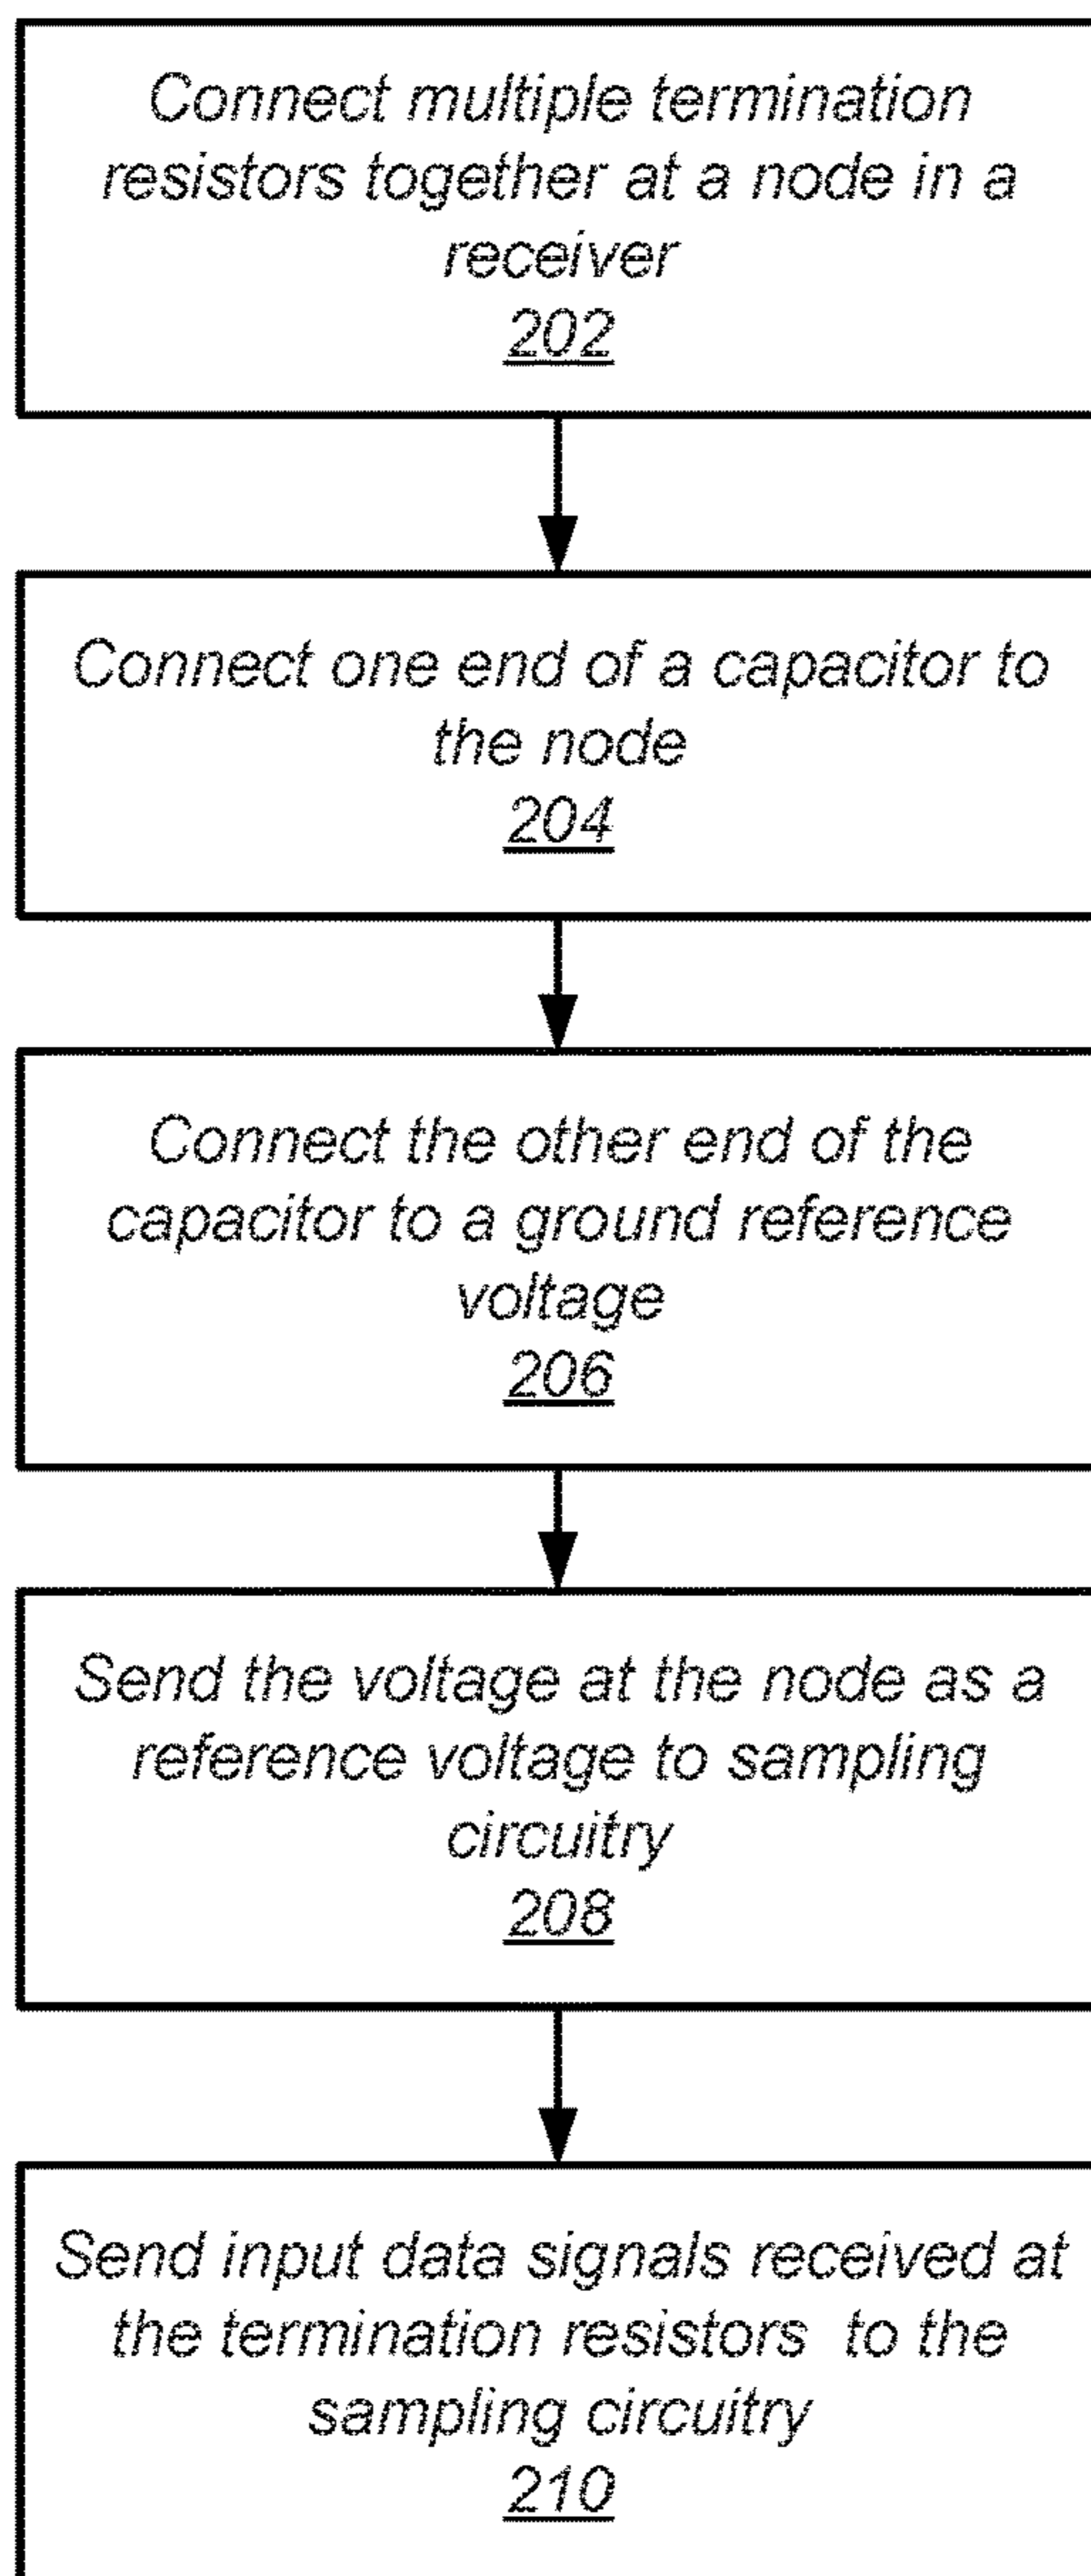 Connect multiple termination
resistors together at a node in a
receiver
202
Connect one end of a capacitor to
the node
204
Connect the other end of the
capacitor to a ground reference
voltage
206
Send the voltage at the node as a
reference voltage to sampling
circuitry
208
Send input data signals received at
the termination resistors to the
sampling circuitry
210